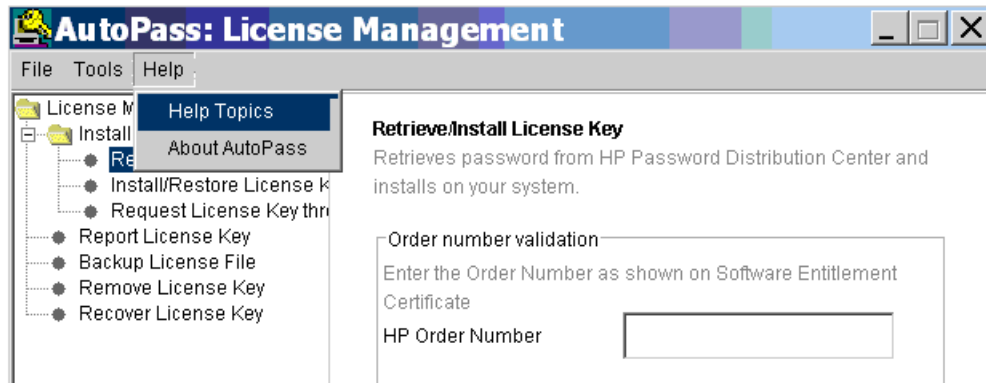 AutoPass: License Management
File Tools Help
Help Topics
About AutoPass
License M
Install
Re
Install/Restore License K
Request License Key thr
Report License Key
Backup License File
Remove License Key
Recover License Key
Retrieve/Install License Key
Retrieves password from HP Password Distribution Center and
installs on your system.
Order number validation
Enter the Order Number as shown on Software Entitlement
Certificate
HP Order Number